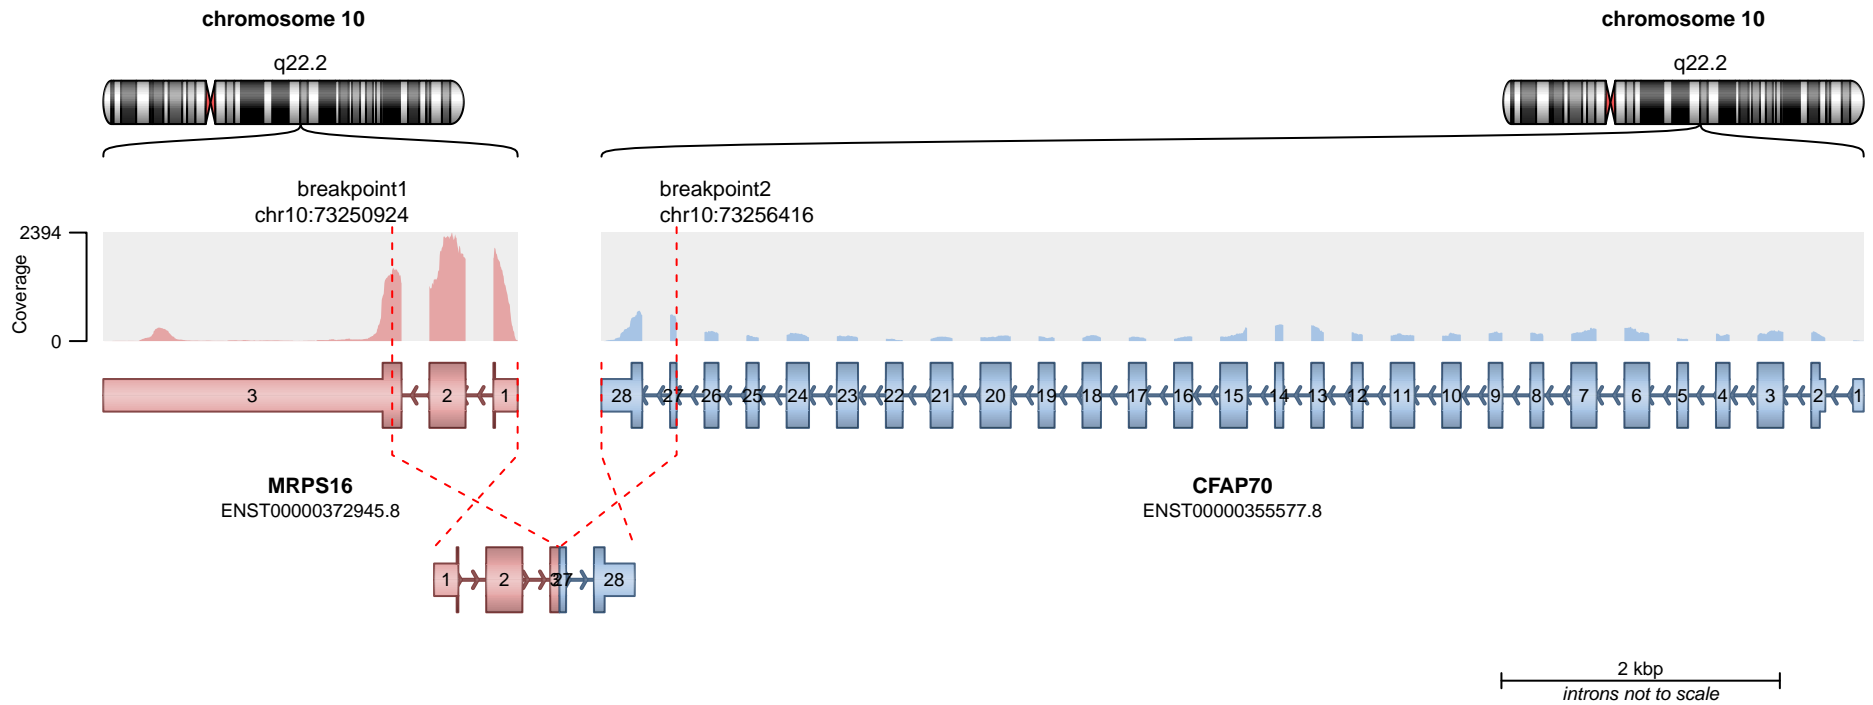 chromosome 10
chromosome 10
q22.2
q22.2
breakpoint1
chr10:73250924
breakpoint2
chr10:73256416
2394
0
Coverage
3
2
1
28
27
26
25
24
23
22
21
20
19
18
17
16
15
14
13
12
11
10
9
8
7
6
5
4
3
2
1
MRPS16
ENST00000372945.8
CFAP70
ENST00000355577.8
1
2
3
27
28
2 kbp
introns not to scale